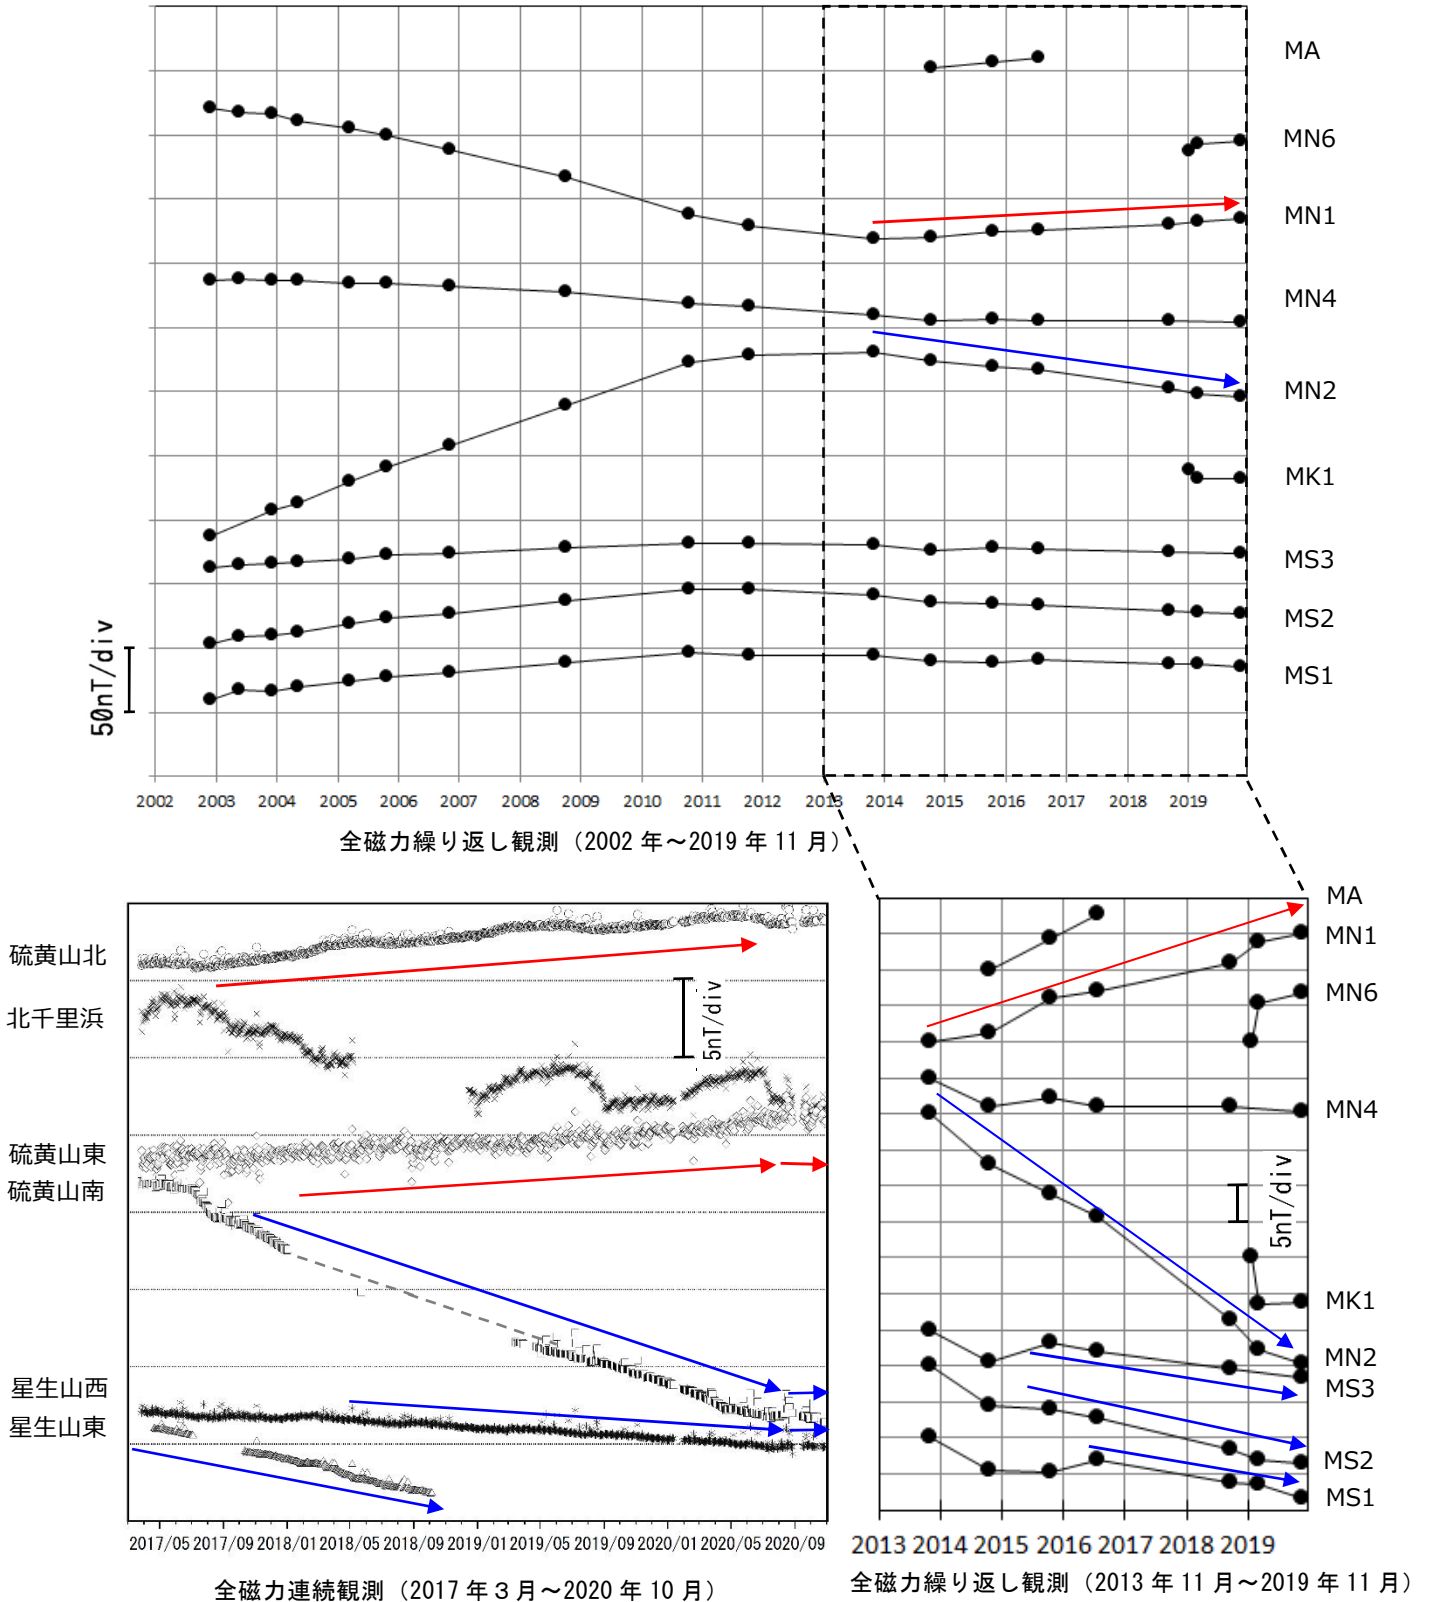 MA
MN6
MN1
MN4
MN2
MK1
MS3
MS2
MS1
50nT/div
2002 2003 2004 2005 2006 2007 2008 2009 2010 2011 2012 2013 2014 2015 2016 2017 2018 2019
全磁力繰り返し観測（2002 年～2019 年 11 月）
硫黄山北
北千里浜
硫黄山東
硫黄山南
星生山西
星生山東
5nT/div
2017/05 2017/09 2018/01 2018/05 2018/09 2019/01 2019/05 2019/09 2020/01 2020/05 2020/09
全磁力連続観測（2017 年３月～2020 年 10 月）
MA
MN1
MN6
MN4
5nT/div
MK1
MN2
MS3
MS2
MS1
2013 2014 2015 2016 2017 2018 2019
全磁力繰り返し観測（2013 年 11 月～2019 年 11 月）